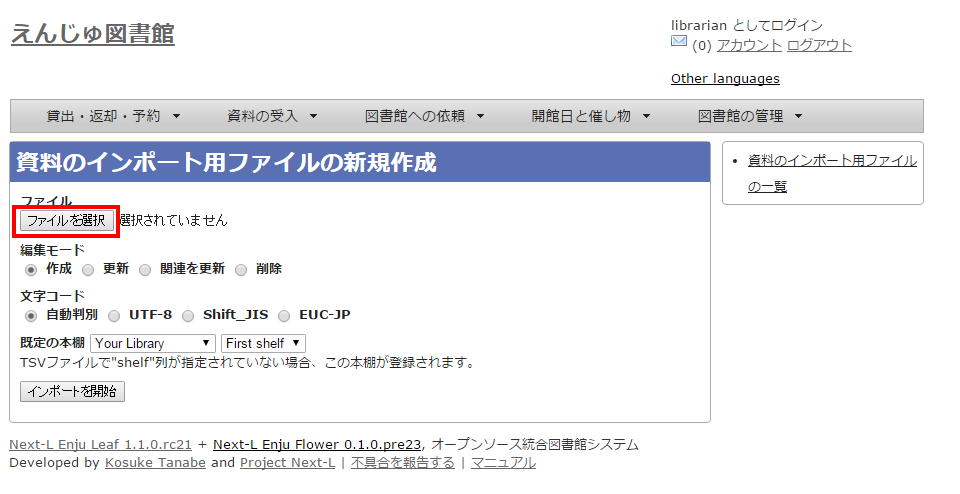 えんじゅ図書館
librarian としてログイン
(0) アカウント ログアウト
Other languages
貸出・返却・予約 ▼ 資料の受入 ▼ 図書館への依頼 ▼ 開館日と催し物 ▼ 図書館の管理 ▼
資料のインポート用ファイルの新規作成
ファイル
ファイルを選択 選択されていません
編集モード
作成 更新 関連を更新 削除
文字コード
自動判別 UTF-8 Shift_JIS EUC-JP
既定の本棚 Your Library ▼ First shelf ▼
TSVファイルで"shelf"列が指定されていない場合、この本棚が登録されます。
インポートを開始
• 資料のインポート用ファイル
の一覧
Next-L Enju Leaf 1.1.0.rc21 + Next-L Enju Flower 0.1.0.pre23, オープンソース統合図書館システム
Developed by Kosuke Tanabe and Project Next-L | 不具合を報告する | マニュアル